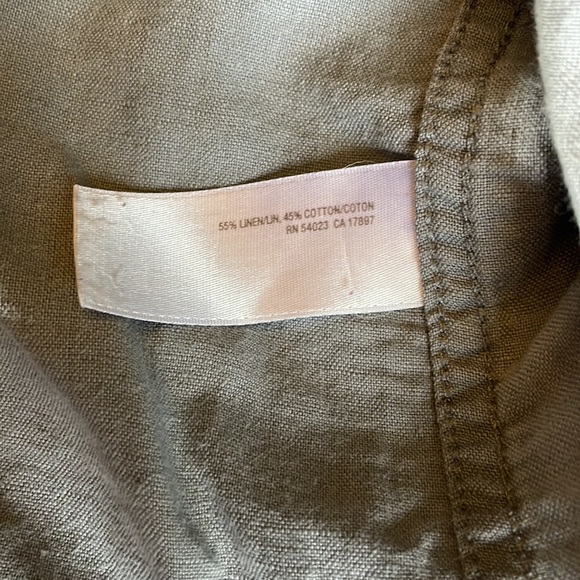 55% LINEN/LIN, 45% COTTON/COTON
RN 54023 CA 17897